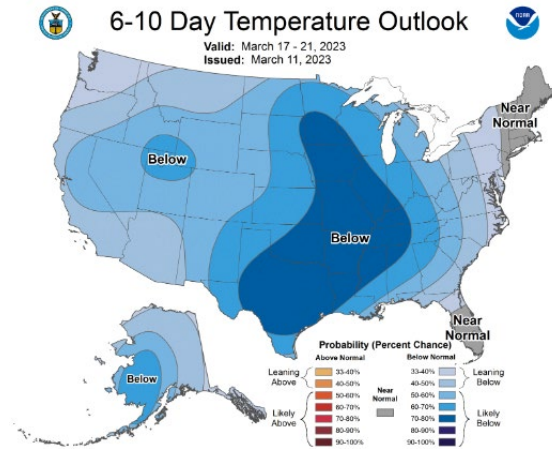 6-10 Day Temperature Outlook
Valid: March 17 - 21, 2023
Issued: March 11, 2023
NOAA
Near
Normal
Below
Below
Near
Normal
Below
Probability (Percent Chance)
Above Normal Below Normal
Leaning Above
33-40% 33-40%
40-50% 40-50%
Leaning Below
Near Normal
Likely Above
50-60% 50-60%
60-70% 60-70%
70-80% 70-80%
80-90% 80-90%
90-100% 90-100%
Likely Below